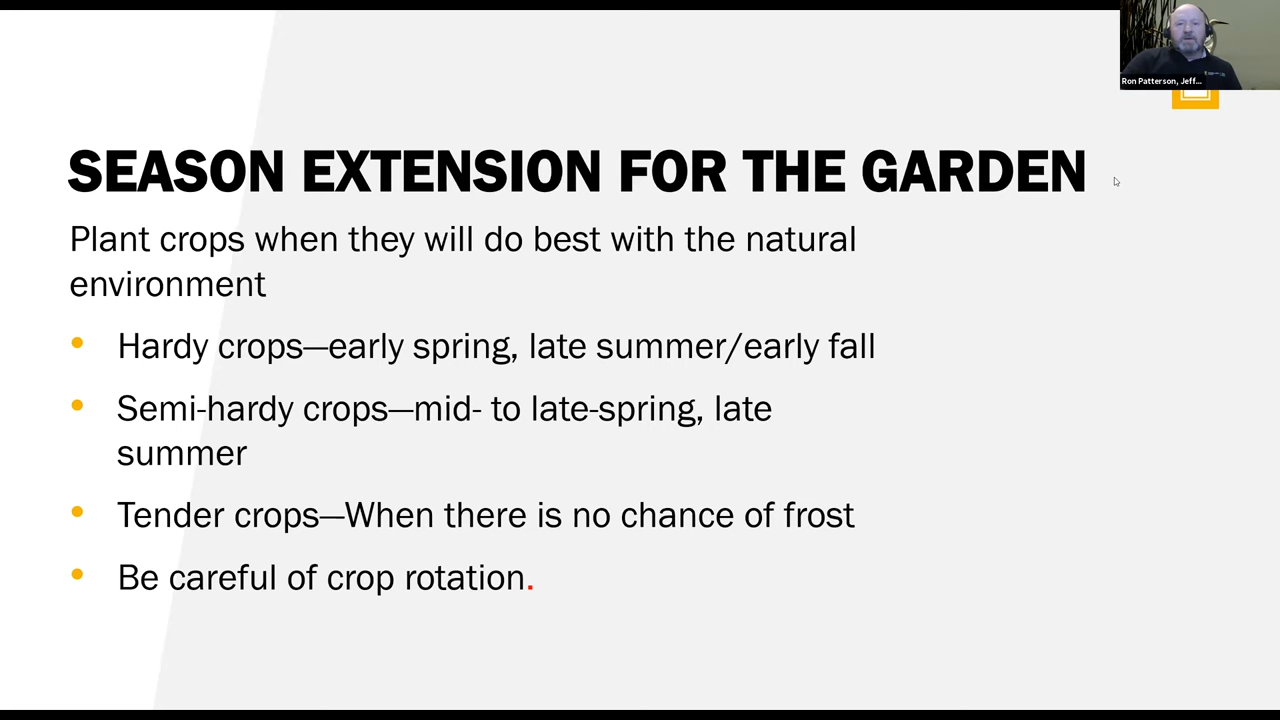 Ron Patterson, Jeff...
SEASON EXTENSION FOR THE GARDEN
Plant crops when they will do best with the natural
environment
• Hardy crops—early spring, late summer/early fall
• Semi-hardy crops—mid- to late-spring, late
summer
• Tender crops—When there is no chance of frost
• Be careful of crop rotation.